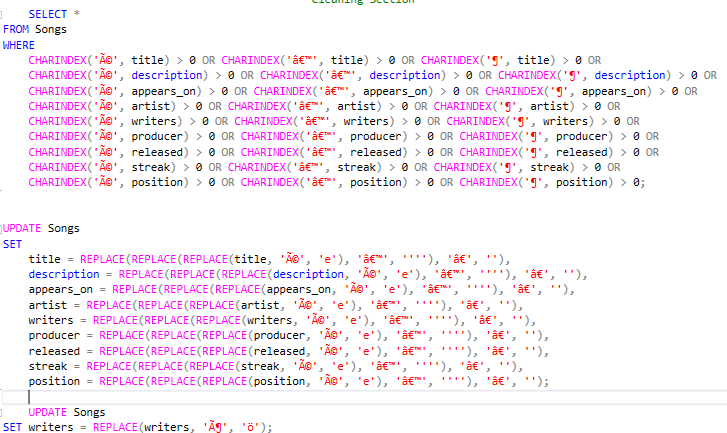 Cleaning Section
SELECT *
FROM Songs
WHERE
CHARINDEX('Ã©', title) > 0 OR CHARINDEX('â€™', title) > 0 OR CHARINDEX('¶', title) > 0 OR
CHARINDEX('Ã©', description) > 0 OR CHARINDEX('â€™', description) > 0 OR CHARINDEX('¶', description) > 0 OR
CHARINDEX('Ã©', appears_on) > 0 OR CHARINDEX('â€™', appears_on) > 0 OR CHARINDEX('¶', appears_on) > 0 OR
CHARINDEX('Ã©', artist) > 0 OR CHARINDEX('â€™', artist) > 0 OR CHARINDEX('¶', artist) > 0 OR
CHARINDEX('Ã©', writers) > 0 OR CHARINDEX('â€™', writers) > 0 OR CHARINDEX('¶', writers) > 0 OR
CHARINDEX('Ã©', producer) > 0 OR CHARINDEX('â€™', producer) > 0 OR CHARINDEX('¶', producer) > 0 OR
CHARINDEX('Ã©', released) > 0 OR CHARINDEX('â€™', released) > 0 OR CHARINDEX('¶', released) > 0 OR
CHARINDEX('Ã©', streak) > 0 OR CHARINDEX('â€™', streak) > 0 OR CHARINDEX('¶', streak) > 0 OR
CHARINDEX('Ã©', position) > 0 OR CHARINDEX('â€™', position) > 0 OR CHARINDEX('¶', position) > 0;
UPDATE Songs
SET
title = REPLACE(REPLACE(REPLACE(title, 'Ã©', 'e'), 'â€™', ''''), 'â€', ''),
description = REPLACE(REPLACE(REPLACE(description, 'Ã©', 'e'), 'â€™', ''''), 'â€', ''),
appears_on = REPLACE(REPLACE(REPLACE(appears_on, 'Ã©', 'e'), 'â€™', ''''), 'â€', ''),
artist = REPLACE(REPLACE(REPLACE(artist, 'Ã©', 'e'), 'â€™', ''''), 'â€', ''),
writers = REPLACE(REPLACE(REPLACE(writers, 'Ã©', 'e'), 'â€™', ''''), 'â€', ''),
producer = REPLACE(REPLACE(REPLACE(producer, 'Ã©', 'e'), 'â€™', ''''), 'â€', ''),
released = REPLACE(REPLACE(REPLACE(released, 'Ã©', 'e'), 'â€™', ''''), 'â€', ''),
streak = REPLACE(REPLACE(REPLACE(streak, 'Ã©', 'e'), 'â€™', ''''), 'â€', ''),
position = REPLACE(REPLACE(REPLACE(position, 'Ã©', 'e'), 'â€™', ''''), 'â€', '');
UPDATE Songs
SET writers = REPLACE(writers, 'Ã¶', 'ö');